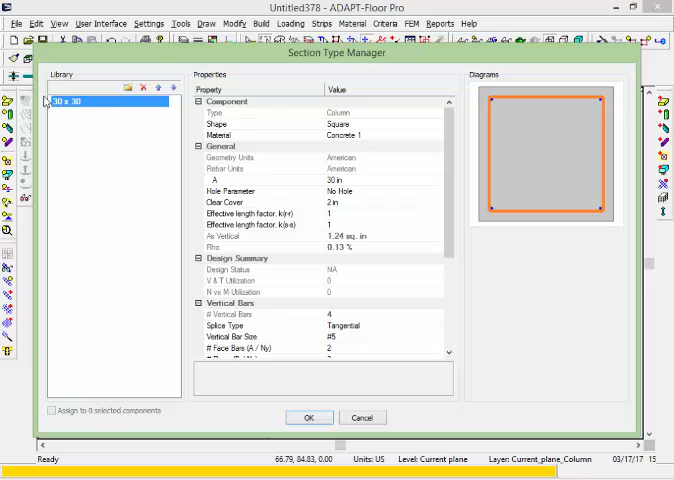 Untitled378 - ADAPT-Floor Pro
File Edit View User Interface Settings Tools Draw Modify Build Loading Strips Material Criteria FEM Reports Help
Section Type Manager
Library
30 x 30
Assign to 0 selected components
Properties
Property Value
Component
Type Column
Shape Square
Material Concrete 1
General
Geometry Units American
Rebar Units American
A 30 in
Hole Parameter No Hole
Clear Cover 2 in
Effective length factor, k(r-r) 1
Effective length factor, k(s-s) 1
As Vertical 1.24 sq. in
Rho 0.13 %
Design Summary
Design Status NA
V & T Utilization 0
N vs M Utilization 0
Vertical Bars
# Vertical Bars 4
Splice Type Tangential
Vertical Bar Size #5
# Face Bars (A / Ny) 2
Diagrams
OK Cancel
Ready 66.79, 84.83, 0.00 Units: US Level: Current plane Layer: Current_plane_Column 03/17/17 15